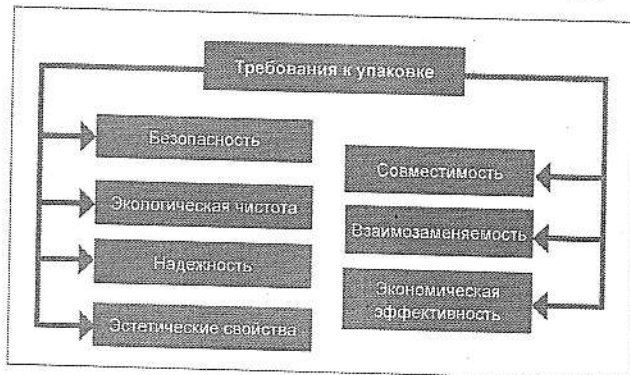 Требования к упаковке
Безопасность
Экологическая чистота
Надежность
Эстетические свойства
Совместимость
Взаимозаменяемость
Экономическая
эффективность